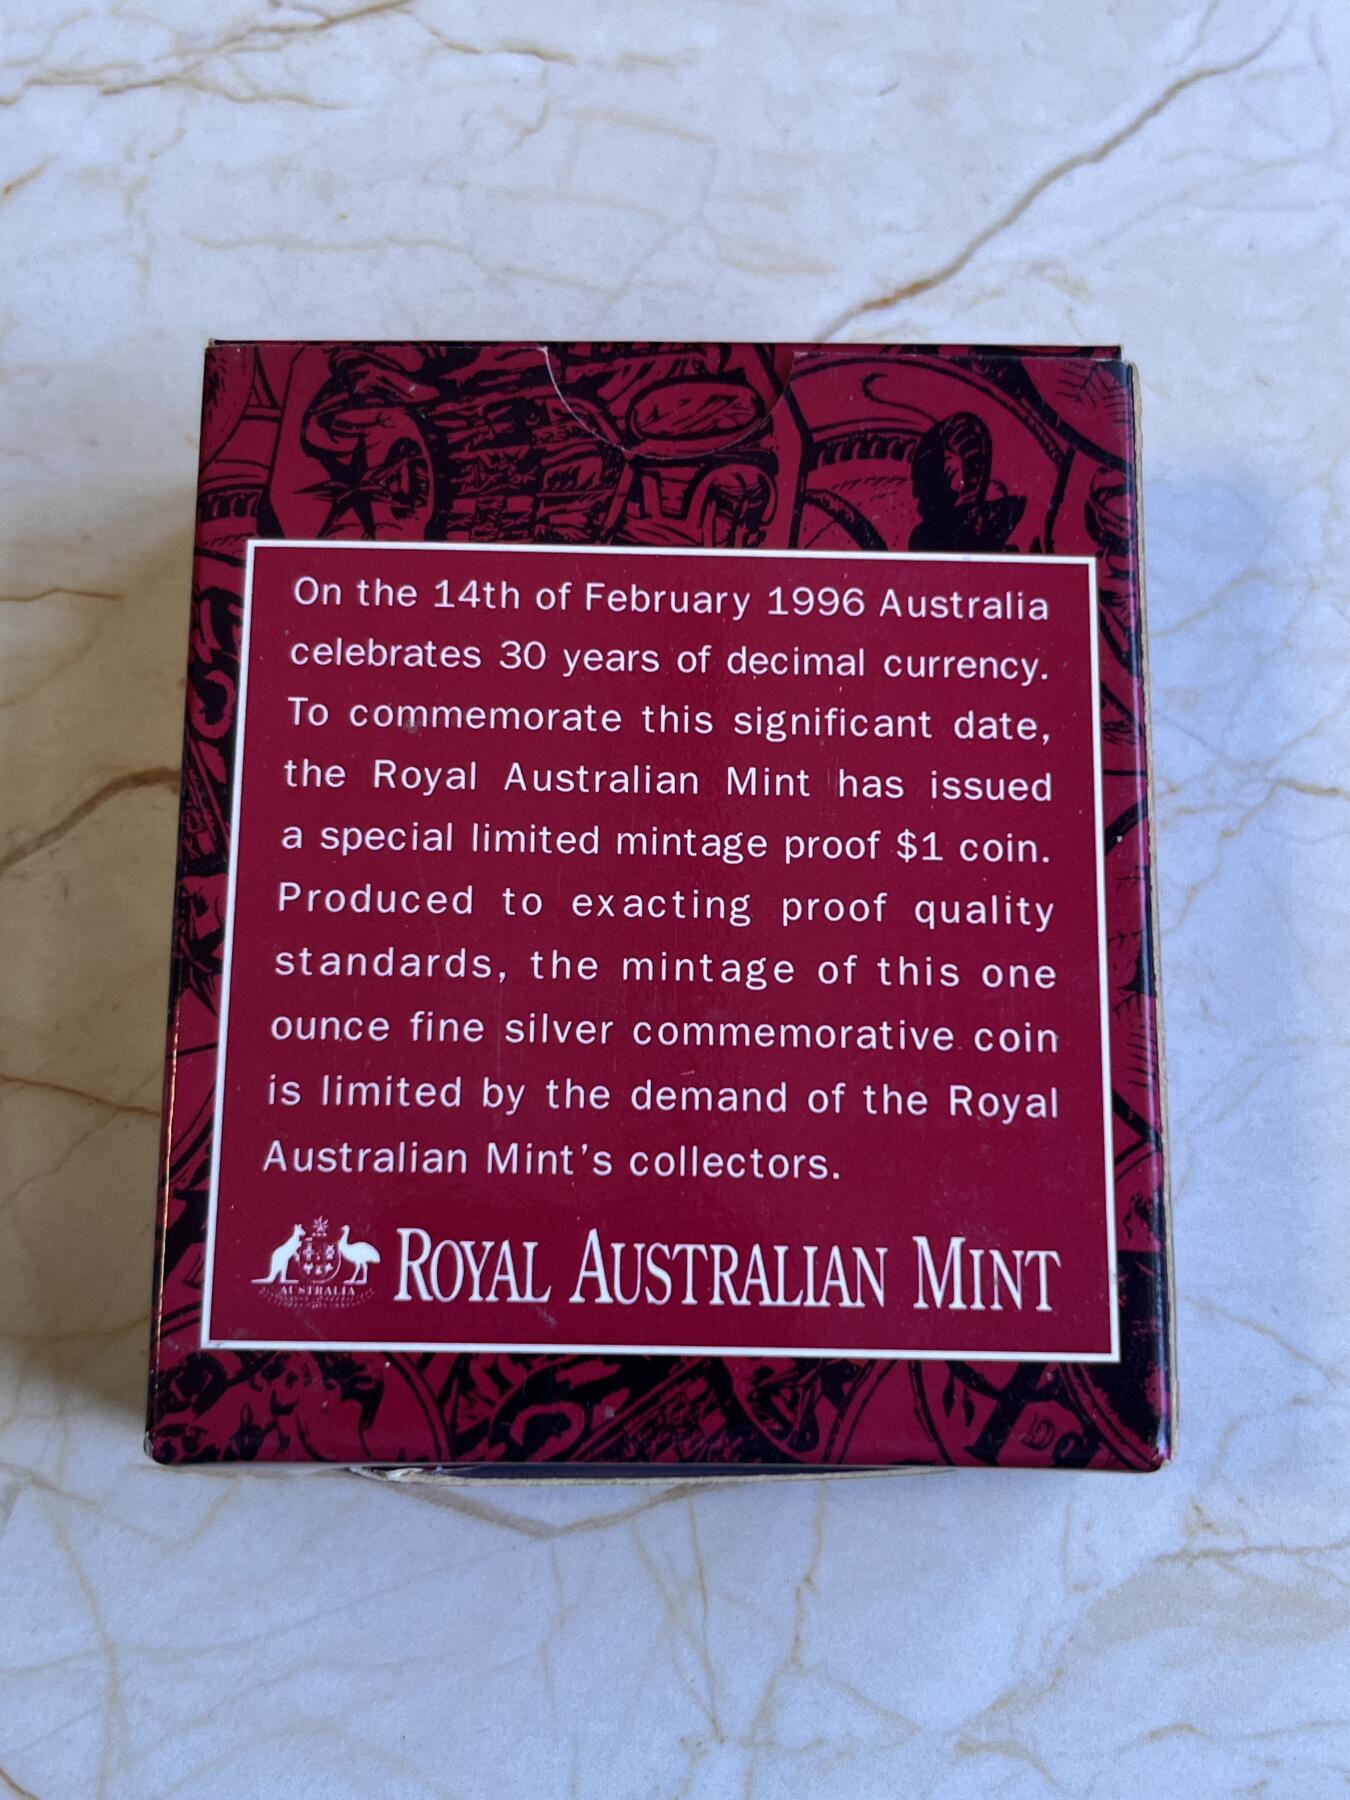 On the 14th of February 1996 Australia
celebrates 30 years of decimal currency.
To commemorate this significant date,
the Royal Australian Mint has issued
a special limited mintage proof $1 coin.
Produced to exacting proof quality
standards, the mintage of this one
ounce fine silver commemorative coin
is limited by the demand of the Royal
Australian Mint's collectors.
AUSTRALIA
ROYAL AUSTRALIAN MINT